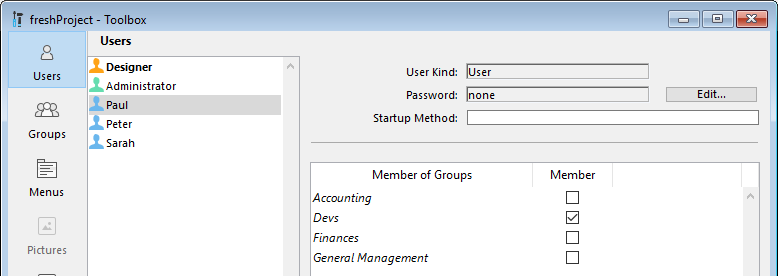 freshProject - Toolbox
Users
Groups
Menus
Pictures
Users
Designer
Administrator
Paul
Peter
Sarah
User Kind: User
Password: none Edit...
Startup Method:
Member of Groups Member
Accounting
Devs
Finances
General Management